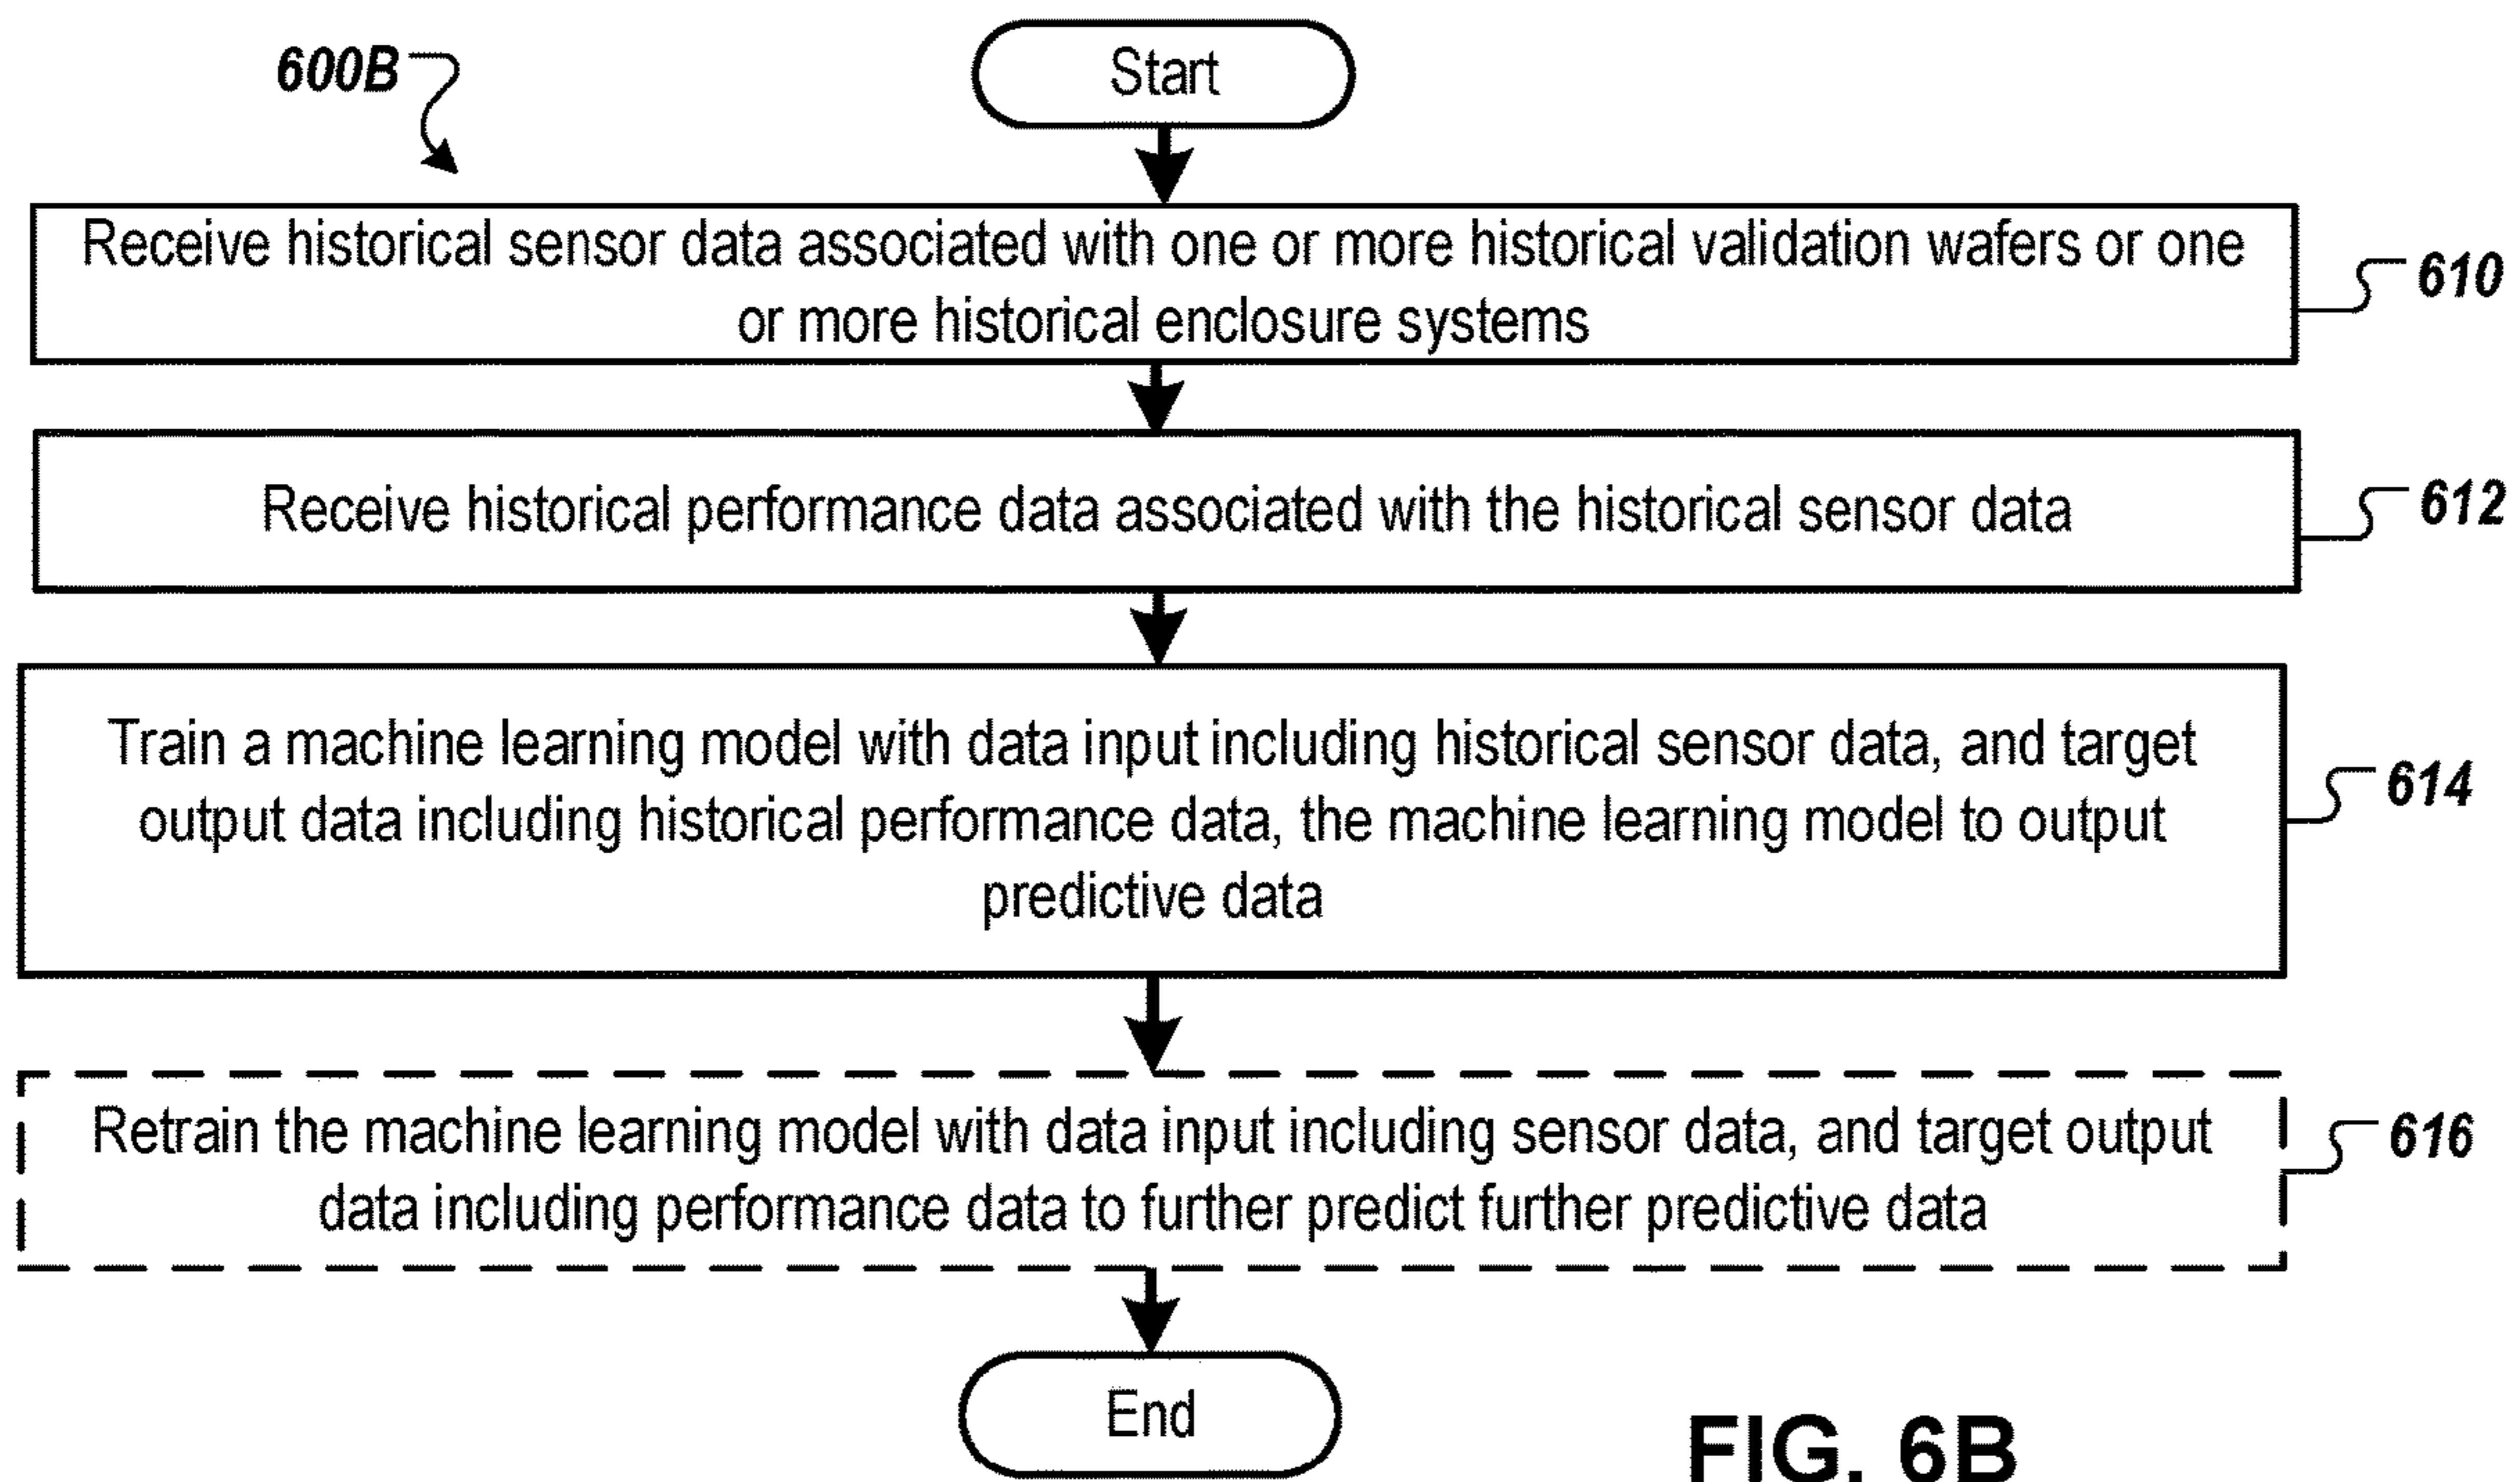 600B
Start
Receive historical sensor data associated with one or more historical validation wafers or one
or more historical enclosure systems
610
Receive historical performance data associated with the historical sensor data
612
Train a machine learning model with data input including historical sensor data, and target
output data including historical performance data, the machine learning model to output
predictive data
614
Retrain the machine learning model with data input including sensor data, and target output
data including performance data to further predict further predictive data
616
End
FIG. 6B